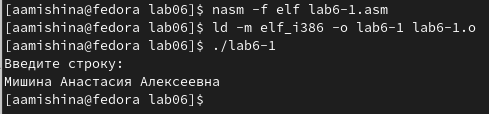 [aamishina@fedora lab06]$ nasm -f elf lab6-1.asm
[aamishina@fedora lab06]$ ld -m elf_i386 -o lab6-1 lab6-1.o
[aamishina@fedora lab06]$ ./lab6-1
Введите строку:
Мишина Анастасия Алексеевна
[aamishina@fedora lab06]$